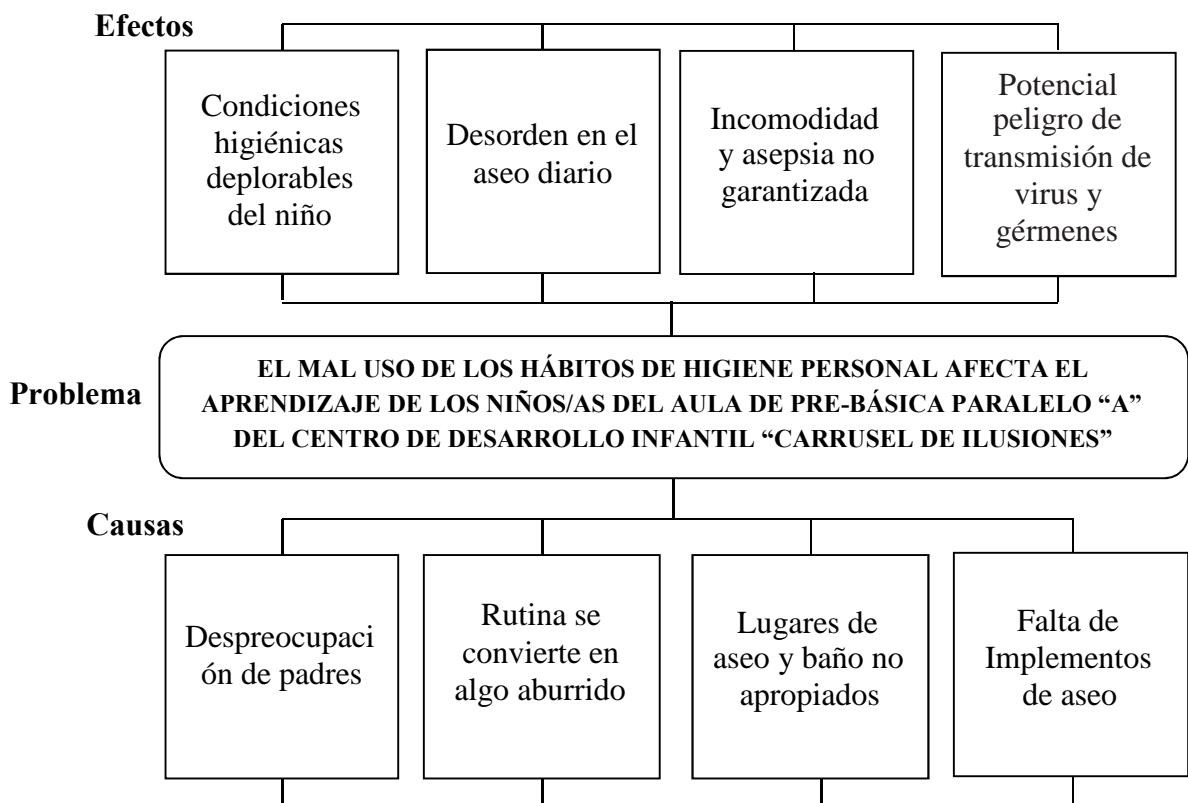 Efectos
Condiciones
higiénicas
deplorables
del niño
Desorden en el
aseo diario
Incomodidad
y asepsia no
garantizada
Potencial
peligro de
transmisión de
virus y
gérmenes
Problema
EL MAL USO DE LOS HÁBITOS DE HIGIENE PERSONAL AFECTA EL
APRENDIZAJE DE LOS NIÑOS/AS DEL AULA DE PRE-BÁSICA PARALELO “A”
DEL CENTRO DE DESARROLLO INFANTIL “CARRUSEL DE ILUSIONES”
Causas
Despreocupaci
ón de padres
Rutina se
convierte en
algo aburrido
Lugares de
aseo y baño no
apropiados
Falta de
Implementos
de aseo